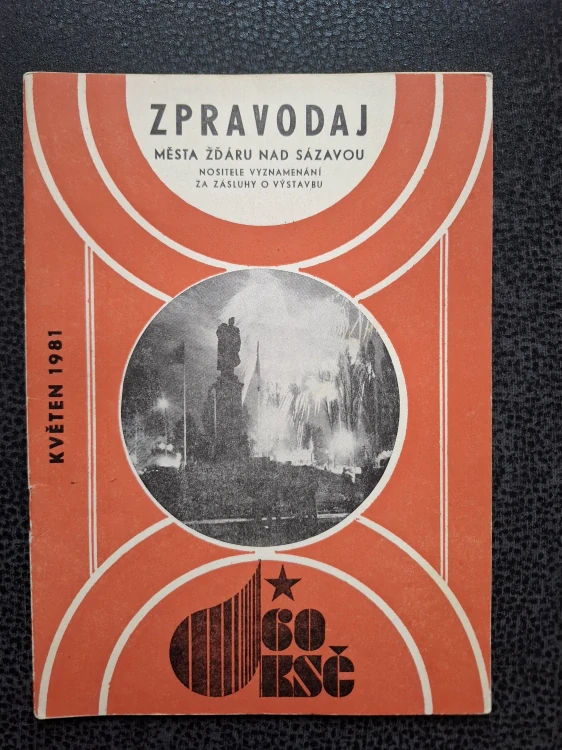 ZPRAVODAJ
MĚSTA ŽĎÁRU NAD SÁZAVOU
NOSITELE VYZNAMENÁNÍ
ZA ZÁSLUHY O VÝSTAVBU
KVĚTEN 1981
60
KSČ